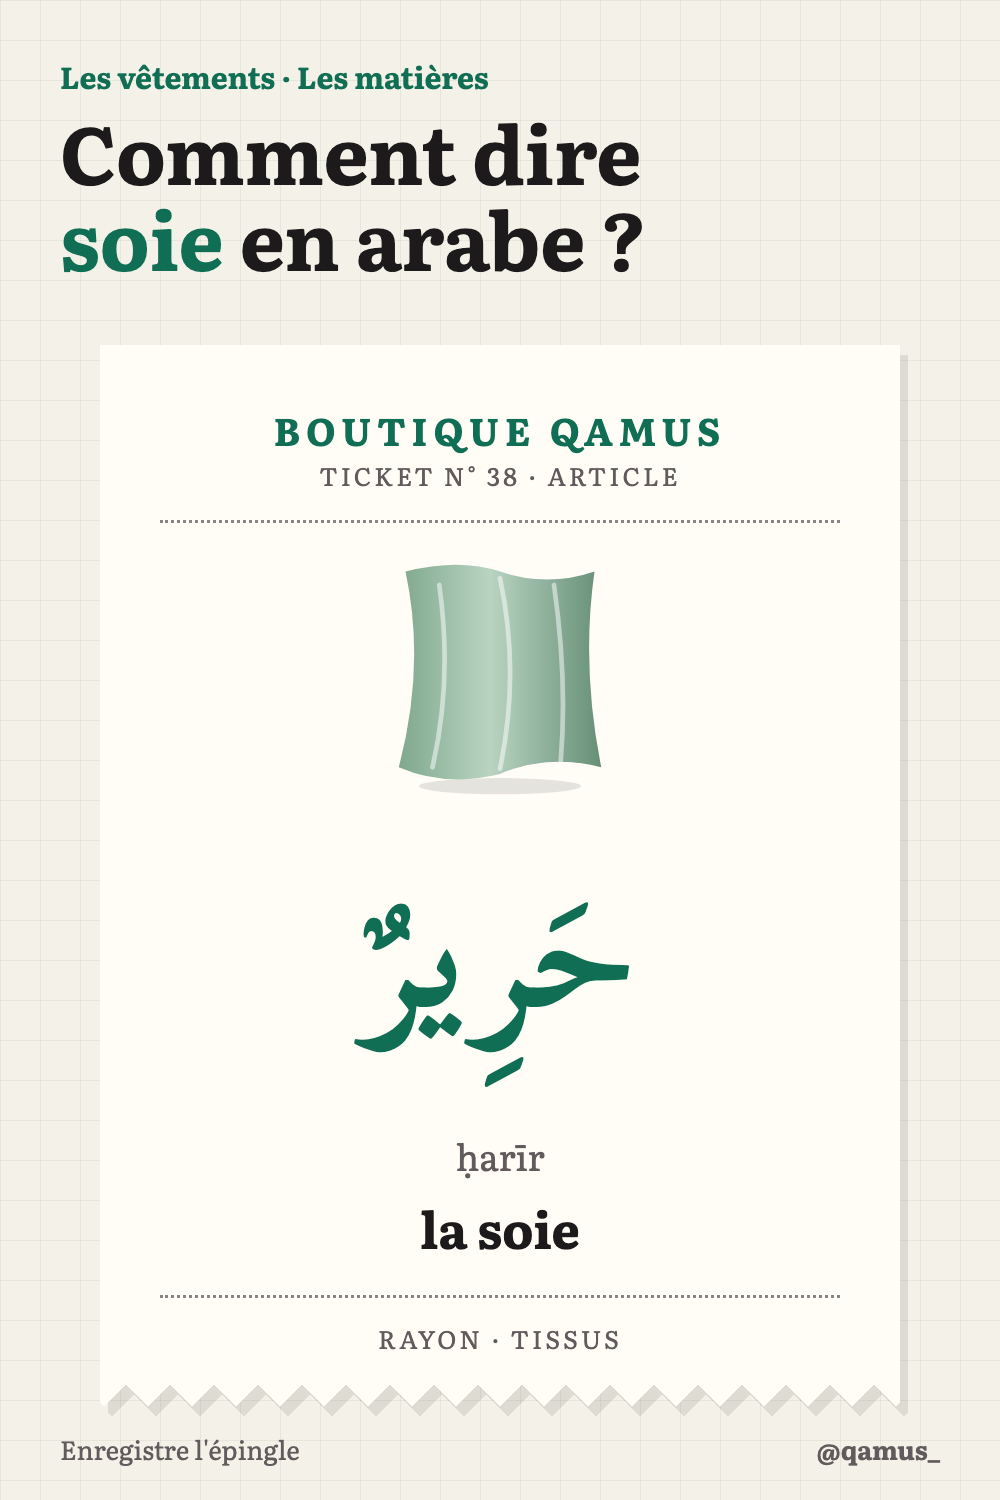 Les vêtements · Les matières
Comment dire
soie en arabe ?
BOUTIQUE QAMUS
TICKET N° 38 · ARTICLE
حَرِيرٌ
ḥarīr
la soie
RAYON · TISSUS
Enregistre l'épingle
@qamus_